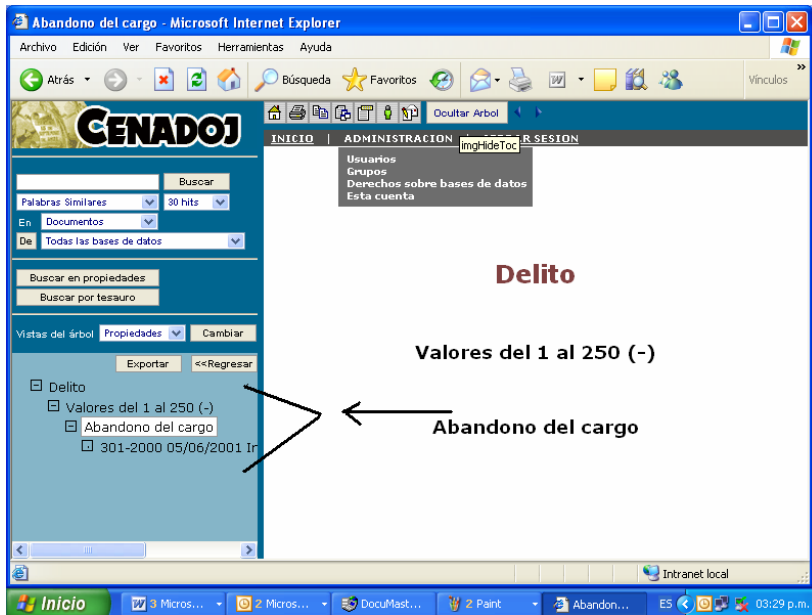 Abandono del cargo - Microsoft Internet Explorer
Archivo Edición Ver Favoritos Herramientas Ayuda
Atrás Búsqueda Favoritos Vínculos
CENADOJ
Ocultar Arbol
INICIO | ADMINISTRACION | R SESION
imgHideToc
Usuarios
Grupos
Derechos sobre bases de datos
Esta cuenta
Buscar
Palabras Similares 30 hits
En Documentos
De Todas las bases de datos
Buscar en propiedades
Buscar por tesauro
Vistas del árbol Propiedades Cambiar
Exportar <<Regresar
Delito
Valores del 1 al 250 (-)
Abandono del cargo
301-2000 05/06/2001 In
Delito
Valores del 1 al 250 (-)
Abandono del cargo
Intranet local
Inicio 3 Micros... 2 Micros... DocuMast... 2 Paint Abandon... ES 03:29 p.m.